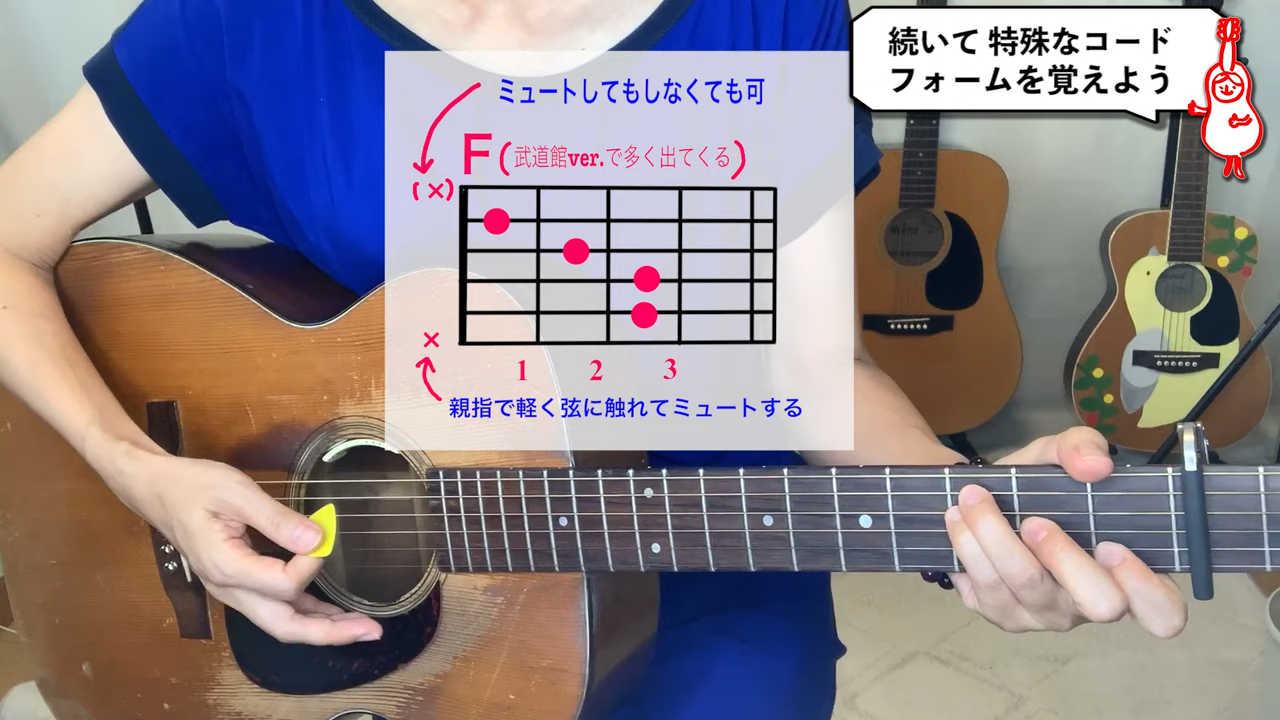 続いて 特殊なコード
フォームを覚えよう
ミュートしてもしなくても可
F(武道館ver.で多く出てくる)
(×)
×
1 2 3
親指で軽く弦に触れてミュートする